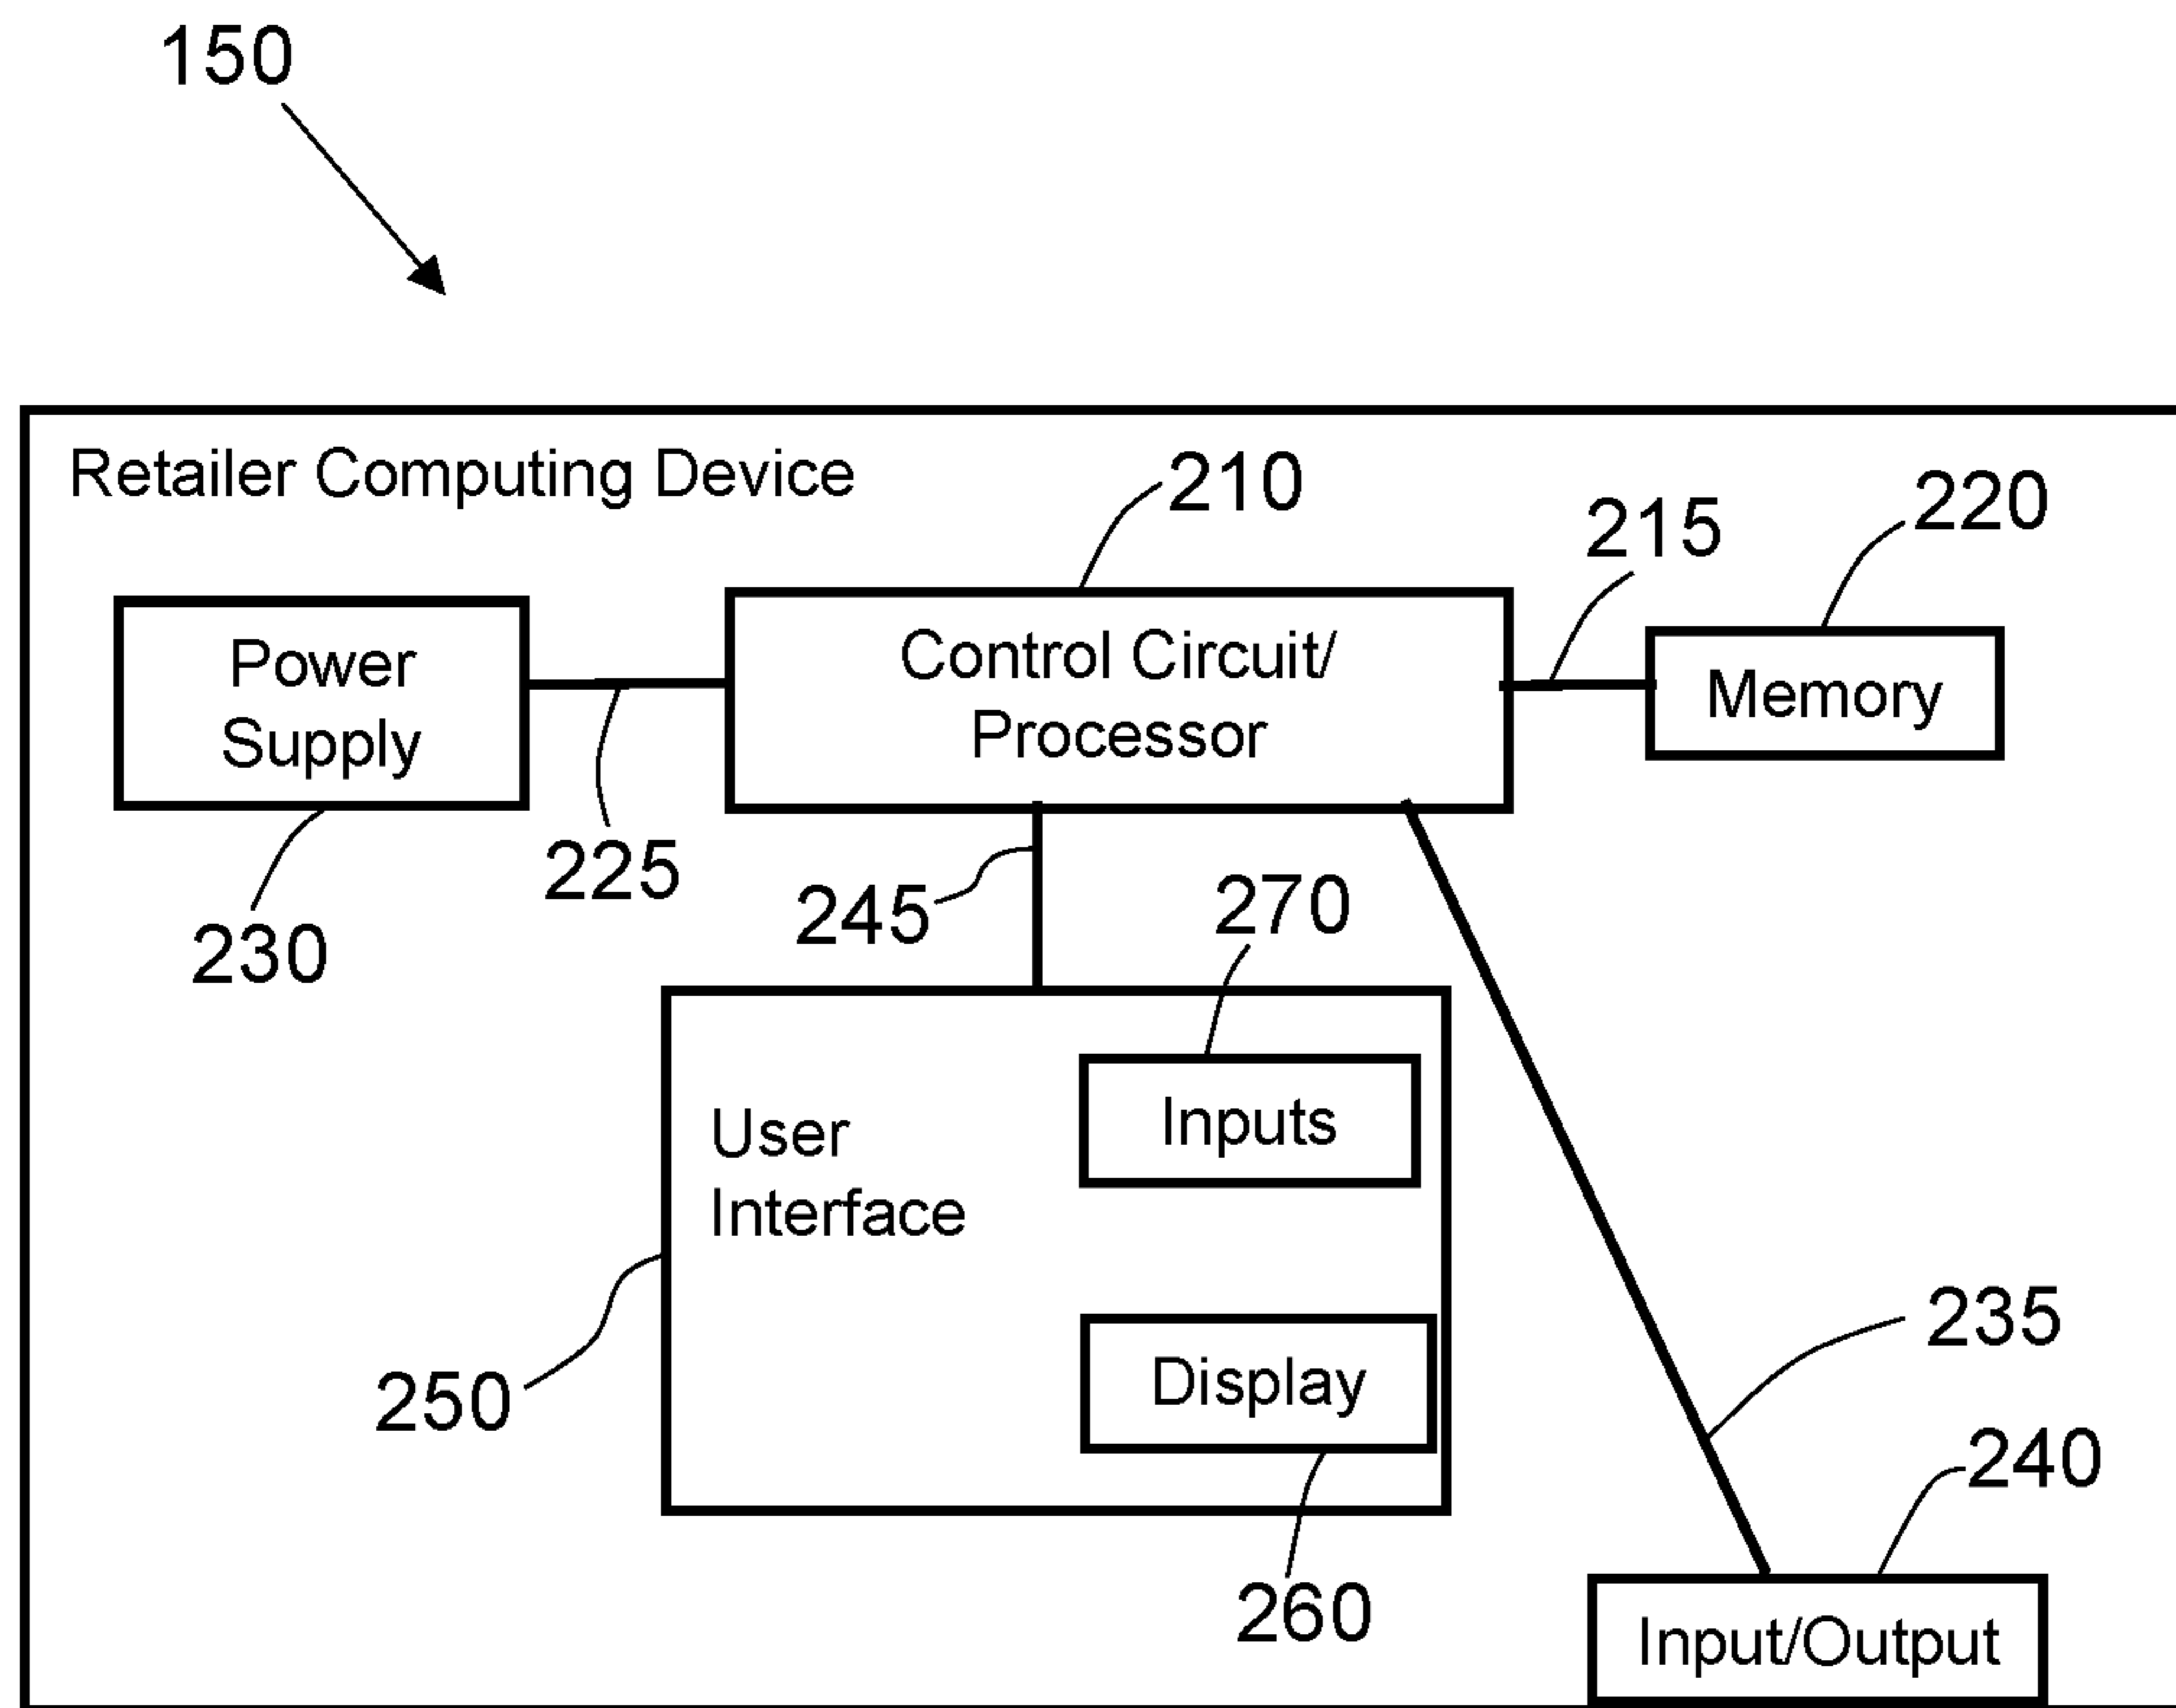 150
Retailer Computing Device
210
215
220
Power
Supply
Control Circuit/
Processor
Memory
225
230
245
270
User
Interface
Inputs
250
Display
235
240
260
Input/Output